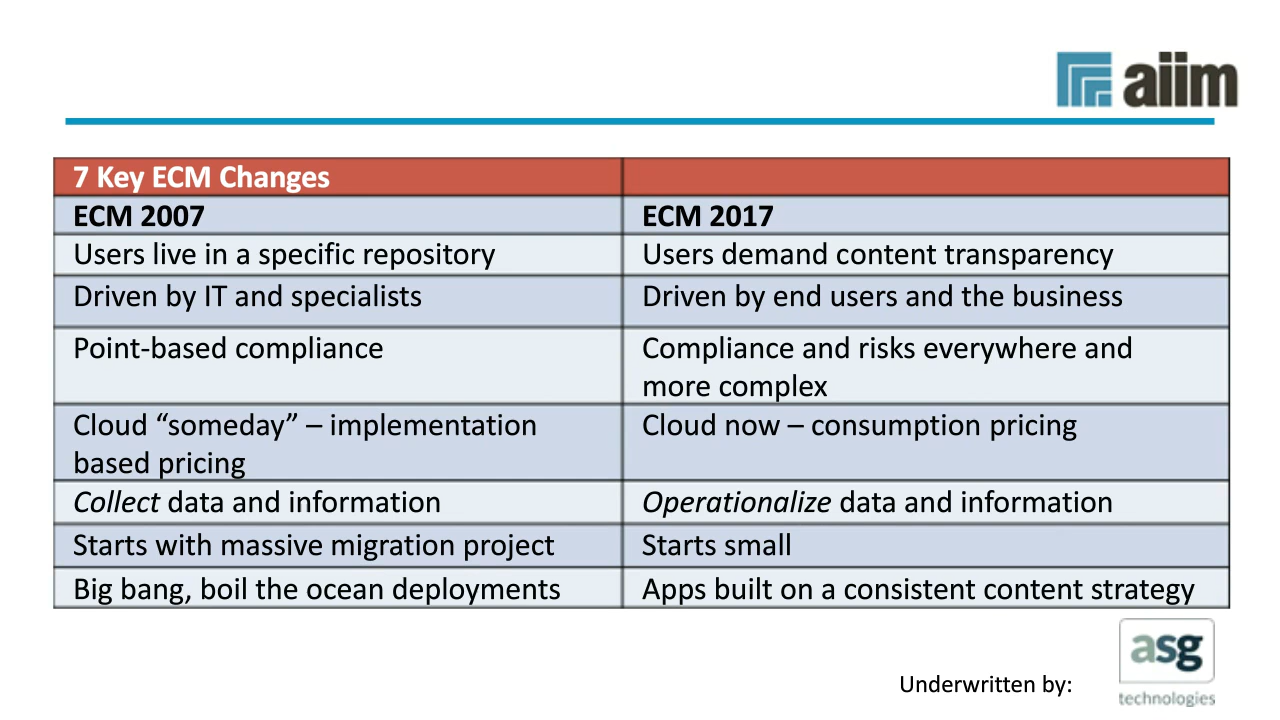 aiim
7 Key ECM Changes
ECM 2007
ECM 2017
Users live in a specific repository
Users demand content transparency
Driven by IT and specialists
Driven by end users and the business
Point-based compliance
Compliance and risks everywhere and
more complex
Cloud “someday” – implementation
based pricing
Cloud now – consumption pricing
Collect data and information
Operationalize data and information
Starts with massive migration project
Starts small
Big bang, boil the ocean deployments
Apps built on a consistent content strategy
Underwritten by:
asg
technologies